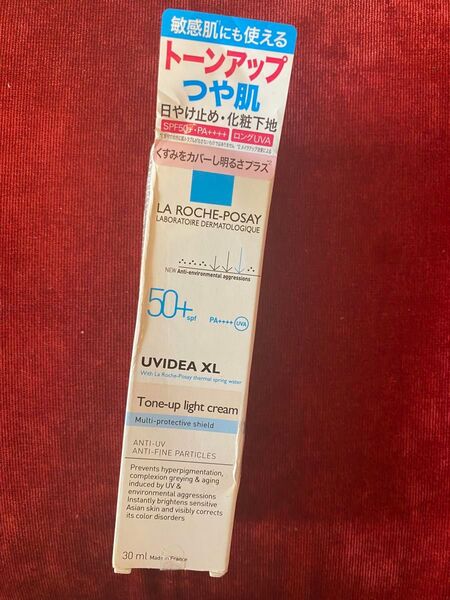 敏感肌にも使える
トーンアップ
つや肌
日やけ止め・化粧下地
SPF50+・PA++++ ロングUVA
くすみをカバーし明るさプラス
LA ROCHE-POSAY
LABORATOIRE DERMATOLOGIQUE
NEW Anti-environmental aggressions
50+ spf PA++++ UVA
UVIDEA XL
With La Roche-Posay thermal spring water
Tone-up light cream
Multi-protective shield
ANTI-UV
ANTI-FINE PARTICLES
Prevents hyperpigmentation,
complexion greying & aging
induced by UV &
environmental aggressions
Instantly brightens sensitive
Asian skin and visibly corrects
its color disorders
30 ml Made in France